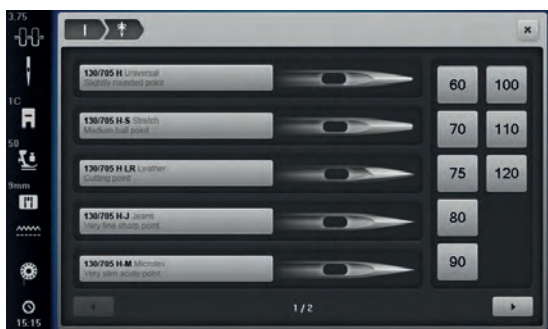 3,75
1C
50
9mm
15:15
130/705 H Universal
Slightly rounded point
130/705 H-S Stretch
Medium ball point
130/705 H LR Leather
Cutting point
130/705 H-J Jeans
Very fine sharp point
130/705 H-M Microtex
Very slim acute point
60 100
70 110
75 120
80
90
1/2